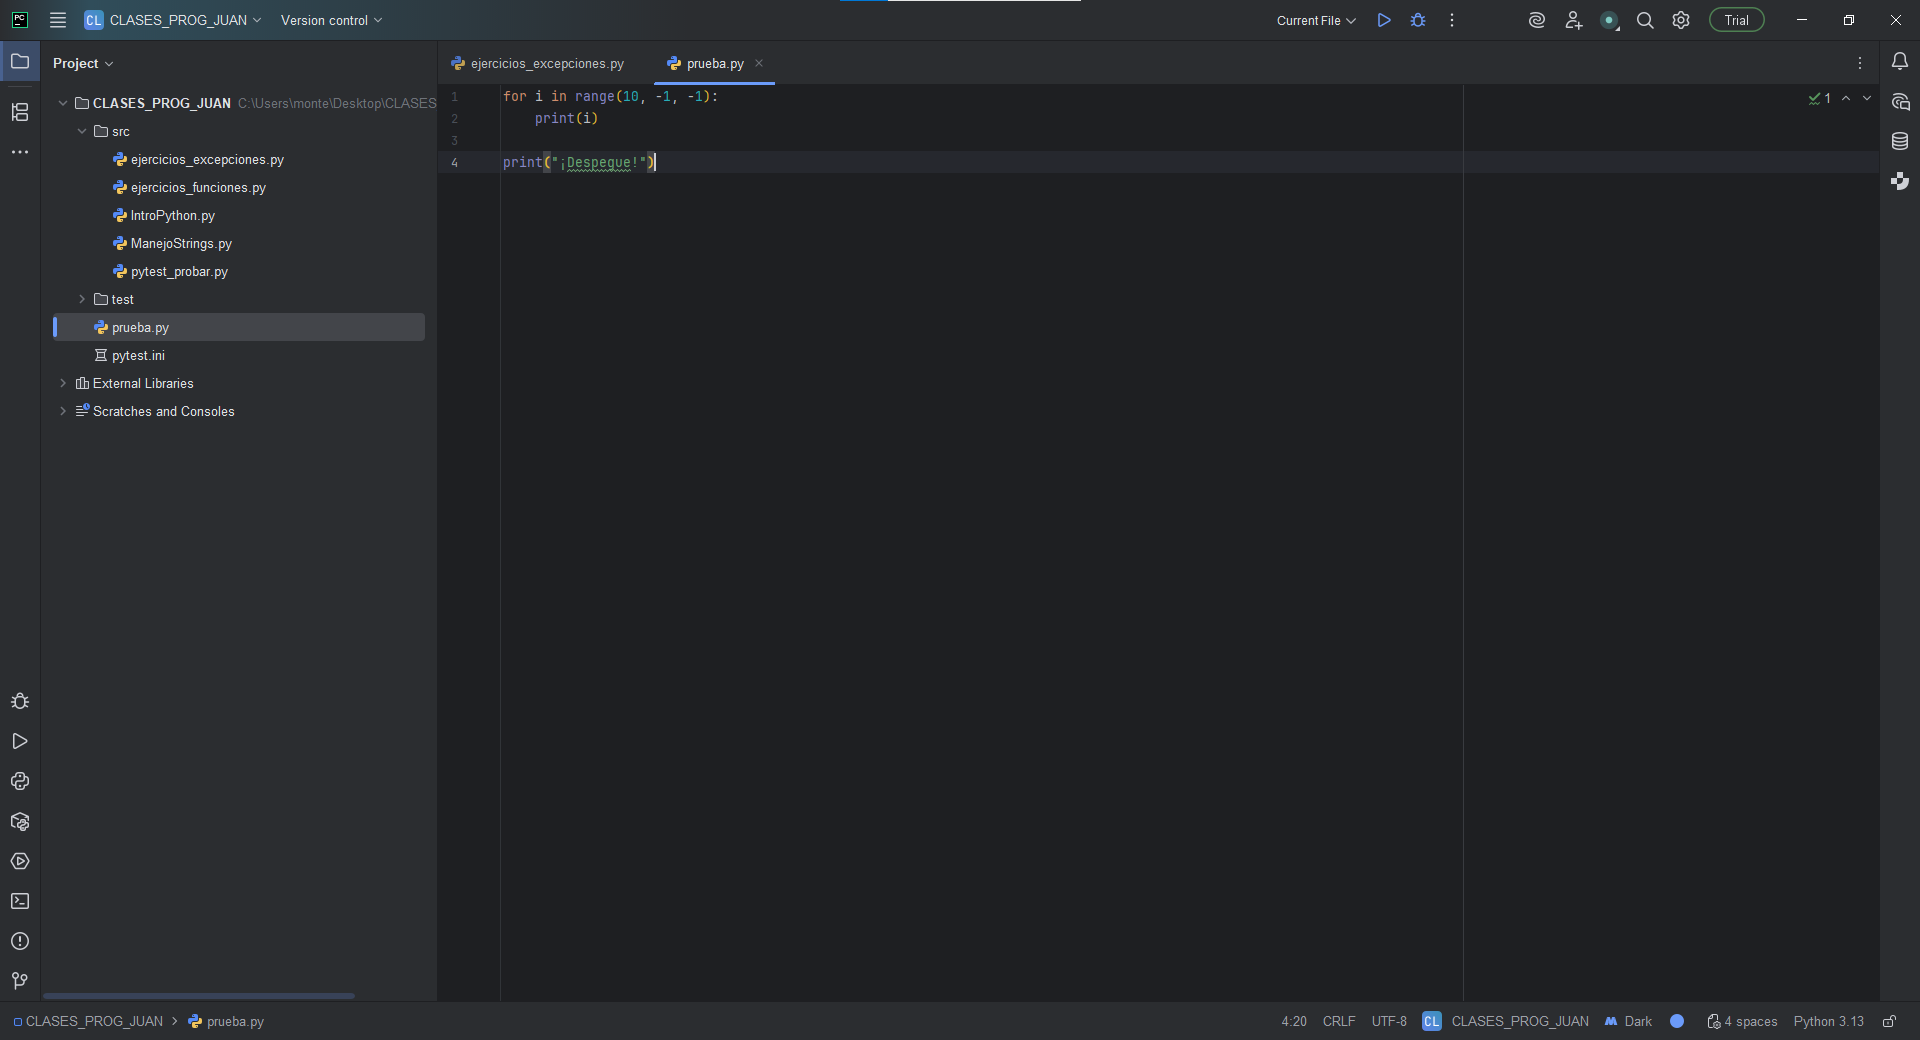 PC
CL CLASES_PROG_JUAN
Version control
Current File
Trial
Project
ejercicios_excepciones.py
prueba.py
CLASES_PROG_JUAN C:\Users\monte\Desktop\CLASES
src
ejercicios_excepciones.py
ejercicios_funciones.py
IntroPython.py
ManejoStrings.py
pytest_probar.py
test
prueba.py
pytest.ini
External Libraries
Scratches and Consoles
1 for i in range(10, -1, -1):
2 print(i)
3
4 print("¡Despegue!")
1
CLASES_PROG_JUAN > prueba.py
4:20 CRLF UTF-8 CL CLASES_PROG_JUAN Dark 4 spaces Python 3.13